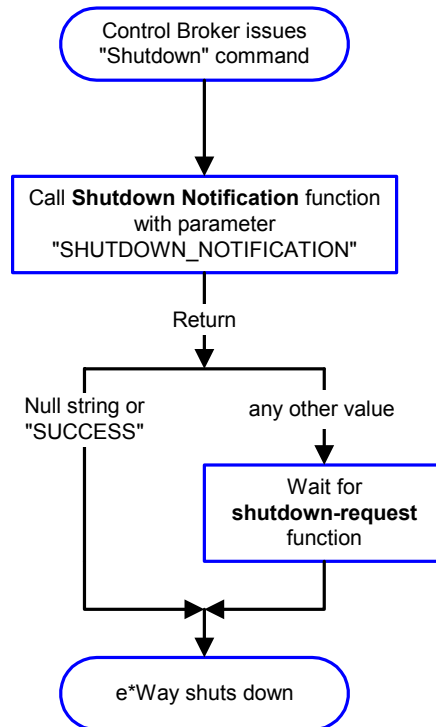 Control Broker issues
"Shutdown" command
Call Shutdown Notification function
with parameter
"SHUTDOWN_NOTIFICATION"
Return
Null string or
"SUCCESS"
any other value
Wait for
shutdown-request
function
e*Way shuts down